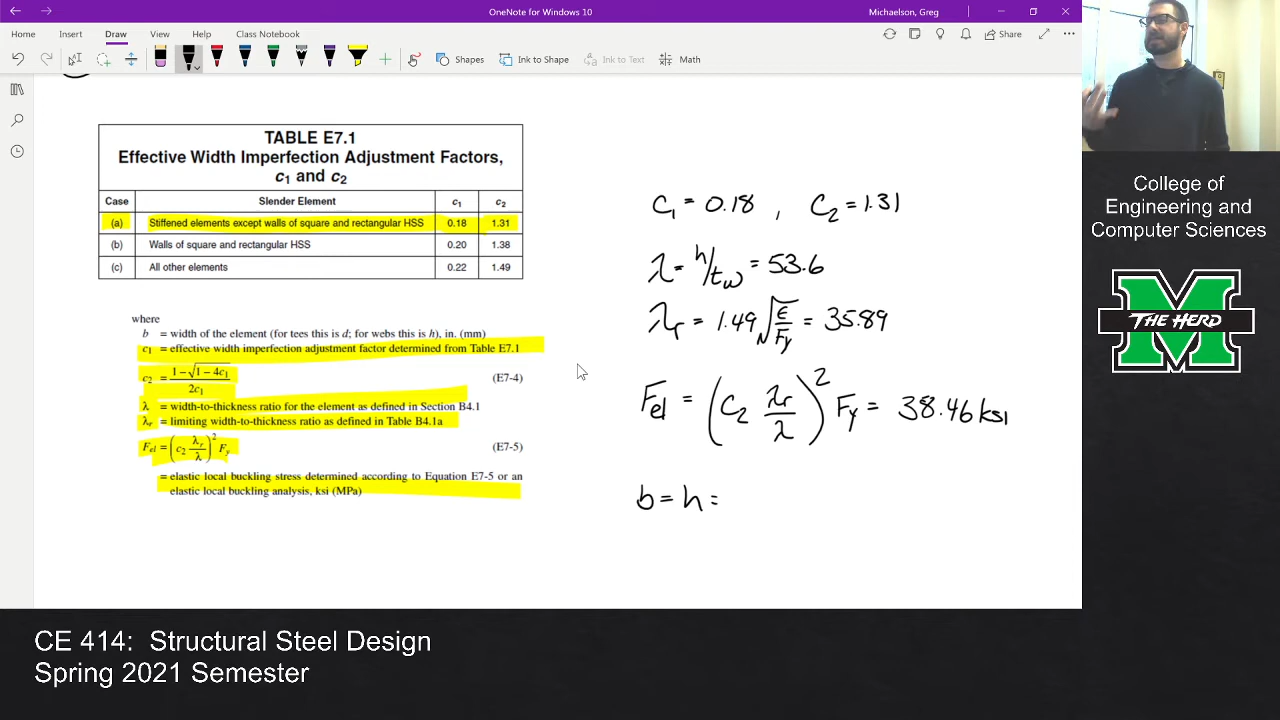 OneNote for Windows 10
Michaelson, Greg
Home Insert Draw View Help Class Notebook
Share
Shapes Ink to Shape Ink to Text Math
TABLE E7.1
Effective Width Imperfection Adjustment Factors,
c1 and c2
Case Slender Element c1 c2
(a) Stiffened elements except walls of square and rectangular HSS 0.18 1.31
(b) Walls of square and rectangular HSS 0.20 1.38
(c) All other elements 0.22 1.49
where
b = width of the element (for tees this is d; for webs this is h), in. (mm)
c1 = effective width imperfection adjustment factor determined from Table E7.1
c2 = (1−√(1−4c1))/(2c1) (E7-4)
λ = width-to-thickness ratio for the element as defined in Section B4.1
λr = limiting width-to-thickness ratio as defined in Table B4.1a
Fel = (c2 λr/λ)² Fy (E7-5)
= elastic local buckling stress determined according to Equation E7-5 or an
elastic local buckling analysis, ksi (MPa)
c1 = 0.18 , c2 = 1.31
λ = h/tw = 53.6
λr = 1.49 √(E/Fy) = 35.89
Fel = (c2 λr/λ)² Fy = 38.46 ksi
b = h =
College of
Engineering and
Computer Sciences
M
THE HERD
CE 414: Structural Steel Design
Spring 2021 Semester